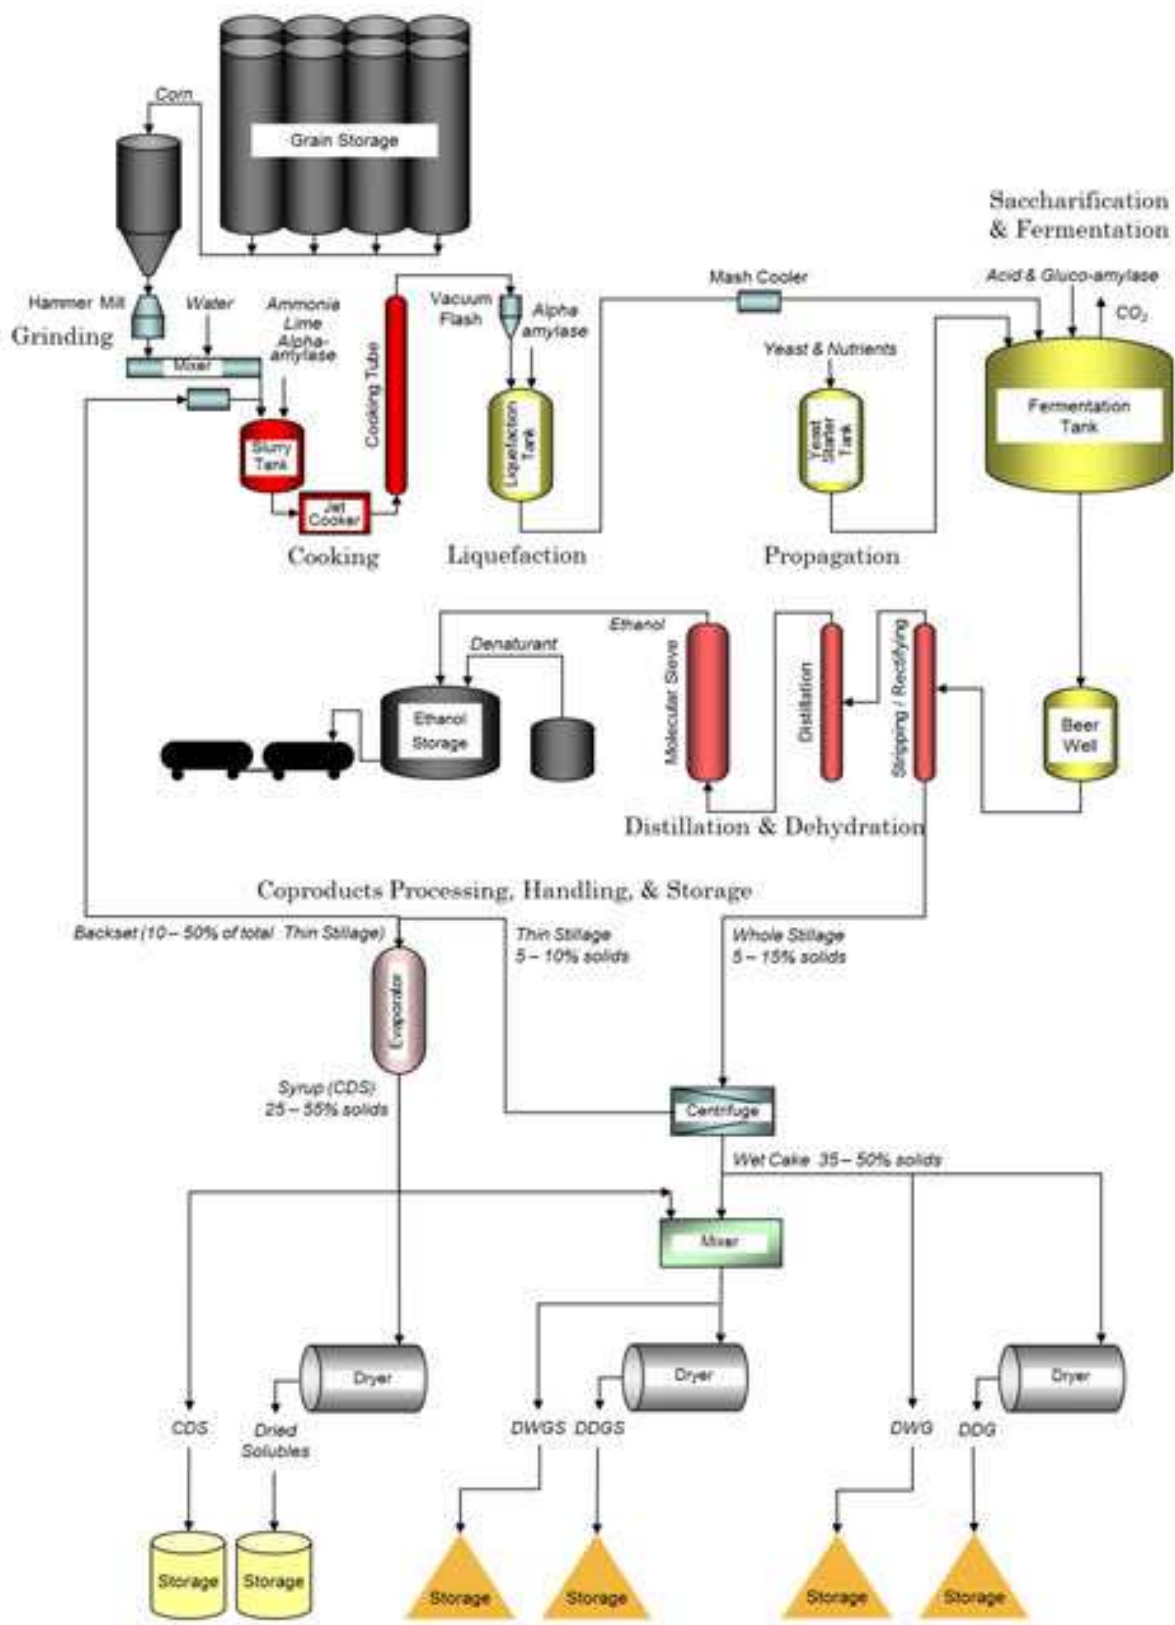 Corn
Grain Storage
Saccharification
& Fermentation
Hammer Mill
Grinding
Water
Mixer
Ammonia
Lime
Alpha-
amylase
Slurry
Tank
Jet
Cooker
Cooking
Cooking Tube
Vacuum
Flash
Alpha
amylase
Liquefaction
Tank
Liquefaction
Mash Cooler
Yeast & Nutrients
Yeast
Starter
Tank
Propagation
Acid & Gluco-amylase
CO2
Fermentation
Tank
Ethanol
Denaturant
Ethanol
Storage
Molecular Sieve
Distillation
Stripping / Rectifying
Beer
Well
Distillation & Dehydration
Coproducts Processing, Handling, & Storage
Backset (10 – 50% of total Thin Stillage)
Thin Stillage
5 – 10% solids
Whole Stillage
5 – 15% solids
Evaporator
Syrup (CDS)
25 – 55% solids
Centrifuge
Wet Cake 35 – 50% solids
Mixer
Dryer
Dryer
Dryer
CDS
Dried
Solubles
DWGS
DDGS
DWG
DDG
Storage
Storage
Storage
Storage
Storage
Storage